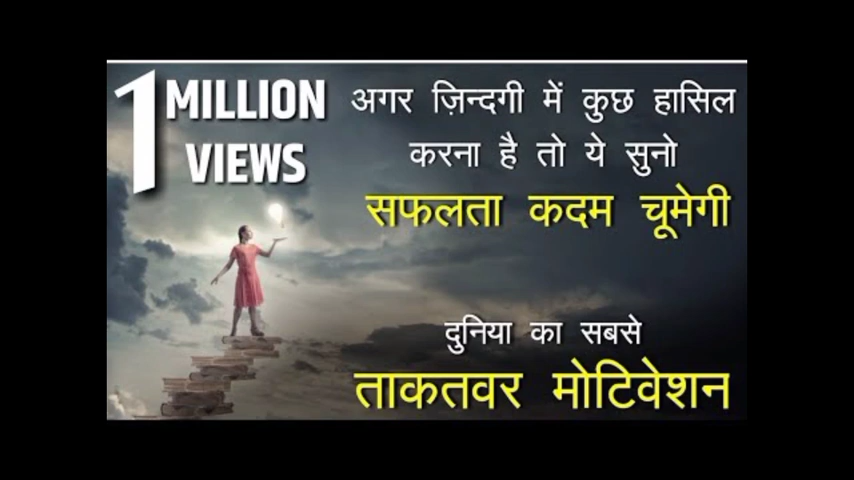 1 MILLION
VIEWS
अगर ज़िन्दगी में कुछ हासिल
करना है तो ये सुनो
सफलता कदम चूमेगी
दुनिया का सबसे
ताकतवर मोटिवेशन